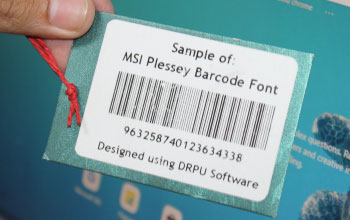 Sample of:
MSI Plessey Barcode Font
963258740123634338
Designed using DRPU Software